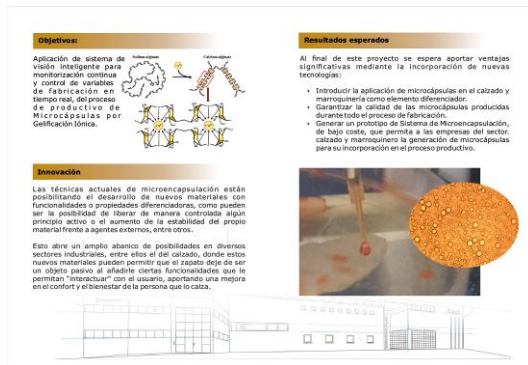 Objetivos:
Aplicación de sistema de
visión inteligente para
monitorización continua
y control de variables
de fabricación en
tiempo real, del proceso
de productivo de
Microcápsulas por
Gelificación Iónica.
Sodium alginate
Calcium alginate
Innovación
Las técnicas actuales de microencapsulación están
posibilitando el desarrollo de nuevos materiales con
funcionalidades o propiedades diferenciadoras, como pueden
ser la posibilidad de liberar de manera controlada algún
principio activo o el aumento de la estabilidad del propio
material frente a agentes externos, entre otros.
Esto abre un amplio abanico de posibilidades en diversos
sectores industriales, entre ellos el del calzado, donde estos
nuevos materiales pueden permitir que el zapato deje de ser
un objeto pasivo al añadirle ciertas funcionalidades que le
permitan "interactuar" con el usuario, aportando una mejora
en el confort y el bienestar de la persona que lo calza.
Resultados esperados
Al final de este proyecto se espera aportar ventajas
significativas mediante la incorporación de nuevas
tecnologías:
• Introducir la aplicación de microcápsulas en el calzado y
marroquinería como elemento diferenciador.
• Garantizar la calidad de las microcápsulas producidas
durante todo el proceso de fabricación.
• Generar un prototipo de Sistema de Microencapsulación,
de bajo coste, que permita a las empresas del sector.
calzado y marroquinero la generación de microcápsulas
para su incorporación en el proceso productivo.